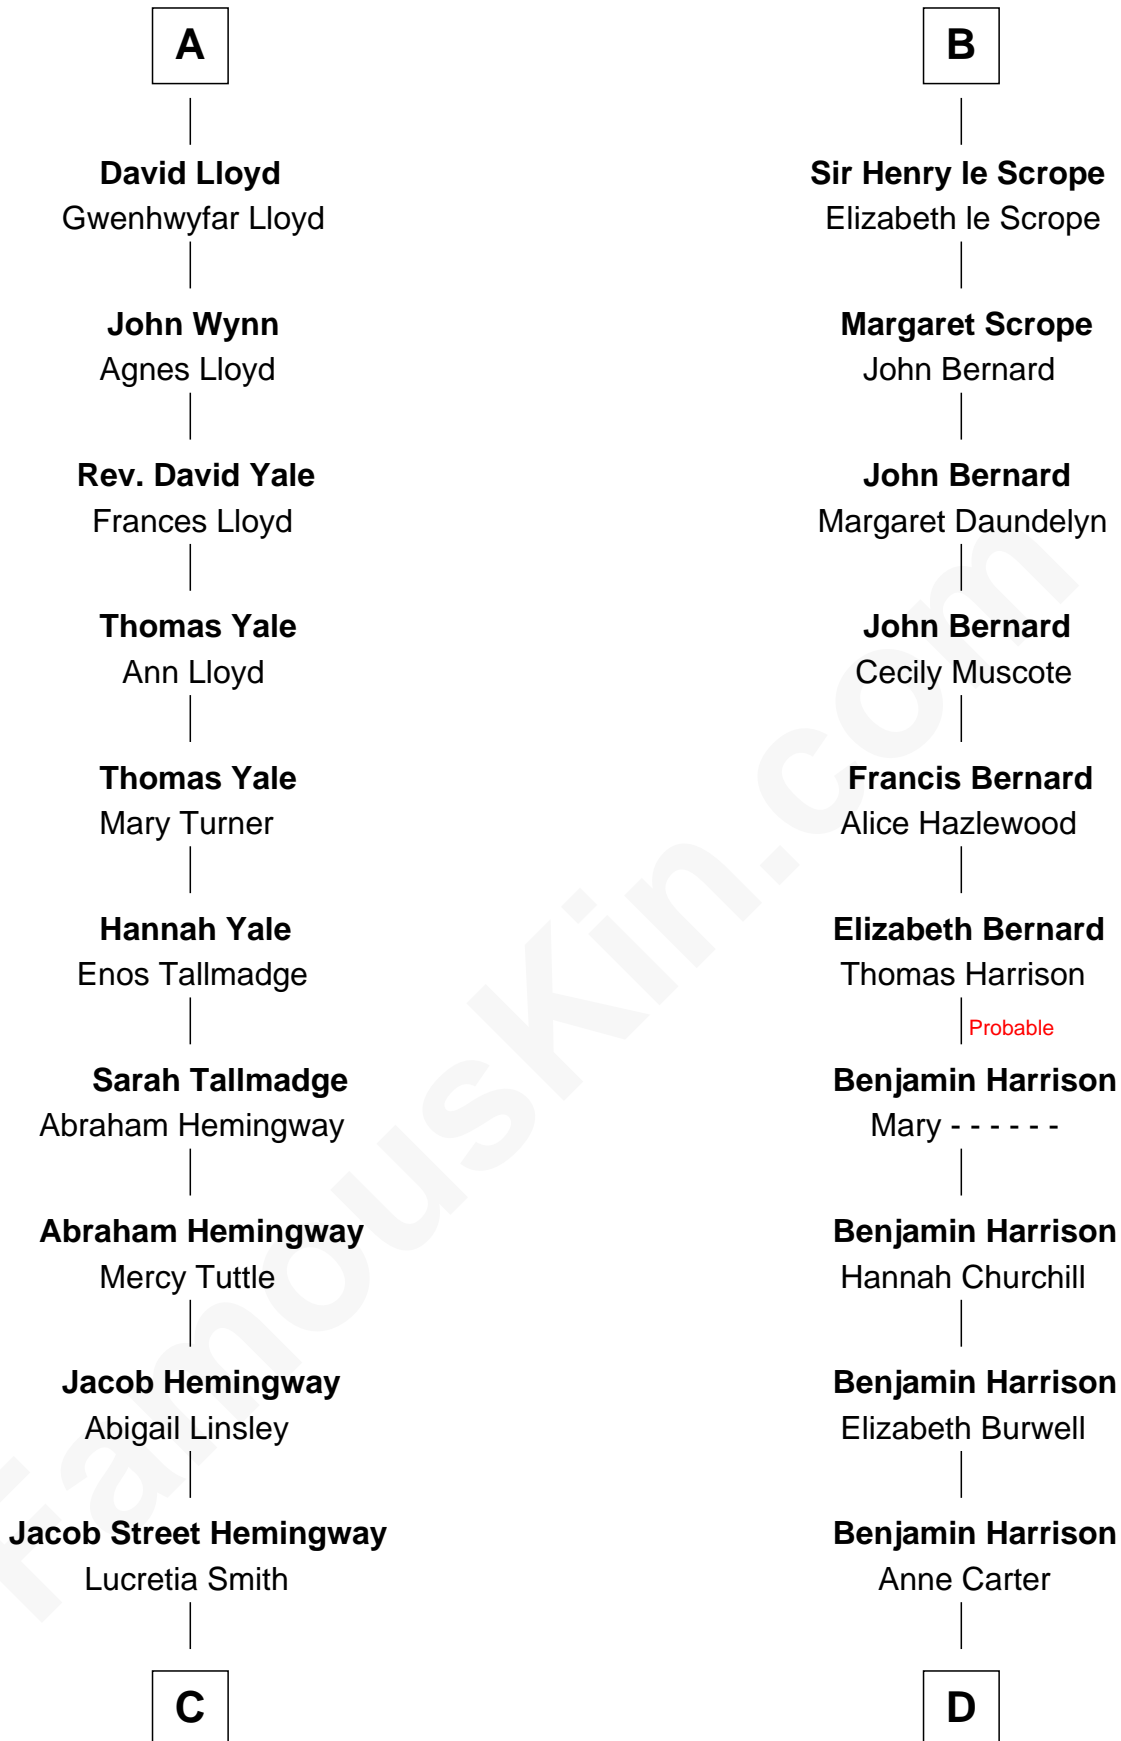 A
David Lloyd
Gwenhwyfar Lloyd
John Wynn
Agnes Lloyd
Rev. David Yale
Frances Lloyd
Thomas Yale
Ann Lloyd
Thomas Yale
Mary Turner
Hannah Yale
Enos Tallmadge
Sarah Tallmadge
Abraham Hemingway
Abraham Hemingway
Mercy Tuttle
Jacob Hemingway
Abigail Linsley
Jacob Street Hemingway
Lucretia Smith
C
B
Sir Henry le Scrope
Elizabeth le Scrope
Margaret Scrope
John Bernard
John Bernard
Margaret Daundelyn
John Bernard
Cecily Muscote
Francis Bernard
Alice Hazlewood
Elizabeth Bernard
Thomas Harrison
Probable
Benjamin Harrison
Mary - - - - - -
Benjamin Harrison
Hannah Churchill
Benjamin Harrison
Elizabeth Burwell
Benjamin Harrison
Anne Carter
D
FamousKin.com